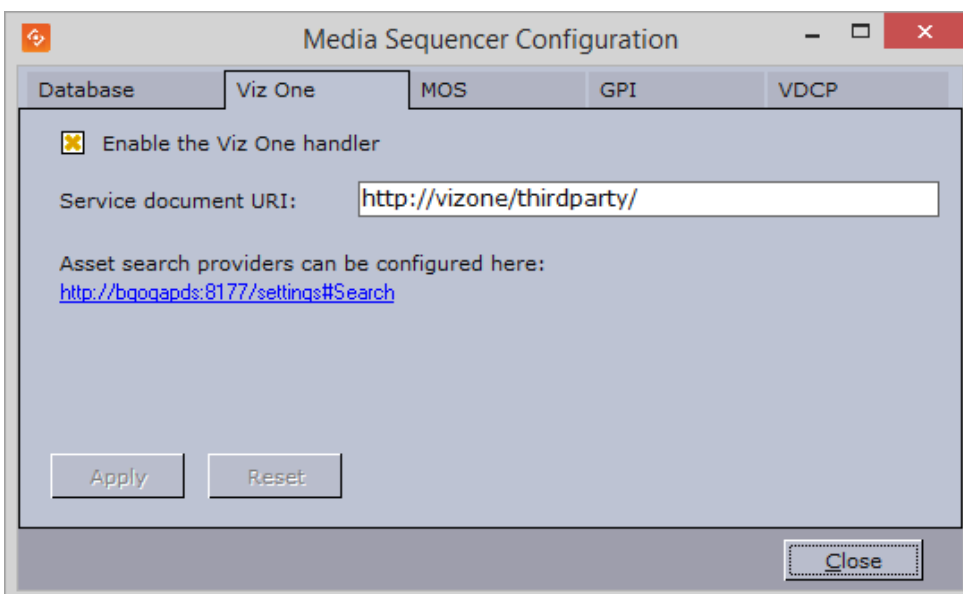 Media Sequencer Configuration
Database Viz One MOS GPI VDCP
Enable the Viz One handler
Service document URI: http://vizone/thirdparty/
Asset search providers can be configured here:
http://bgogapds:8177/settings#Search
Apply Reset
Close